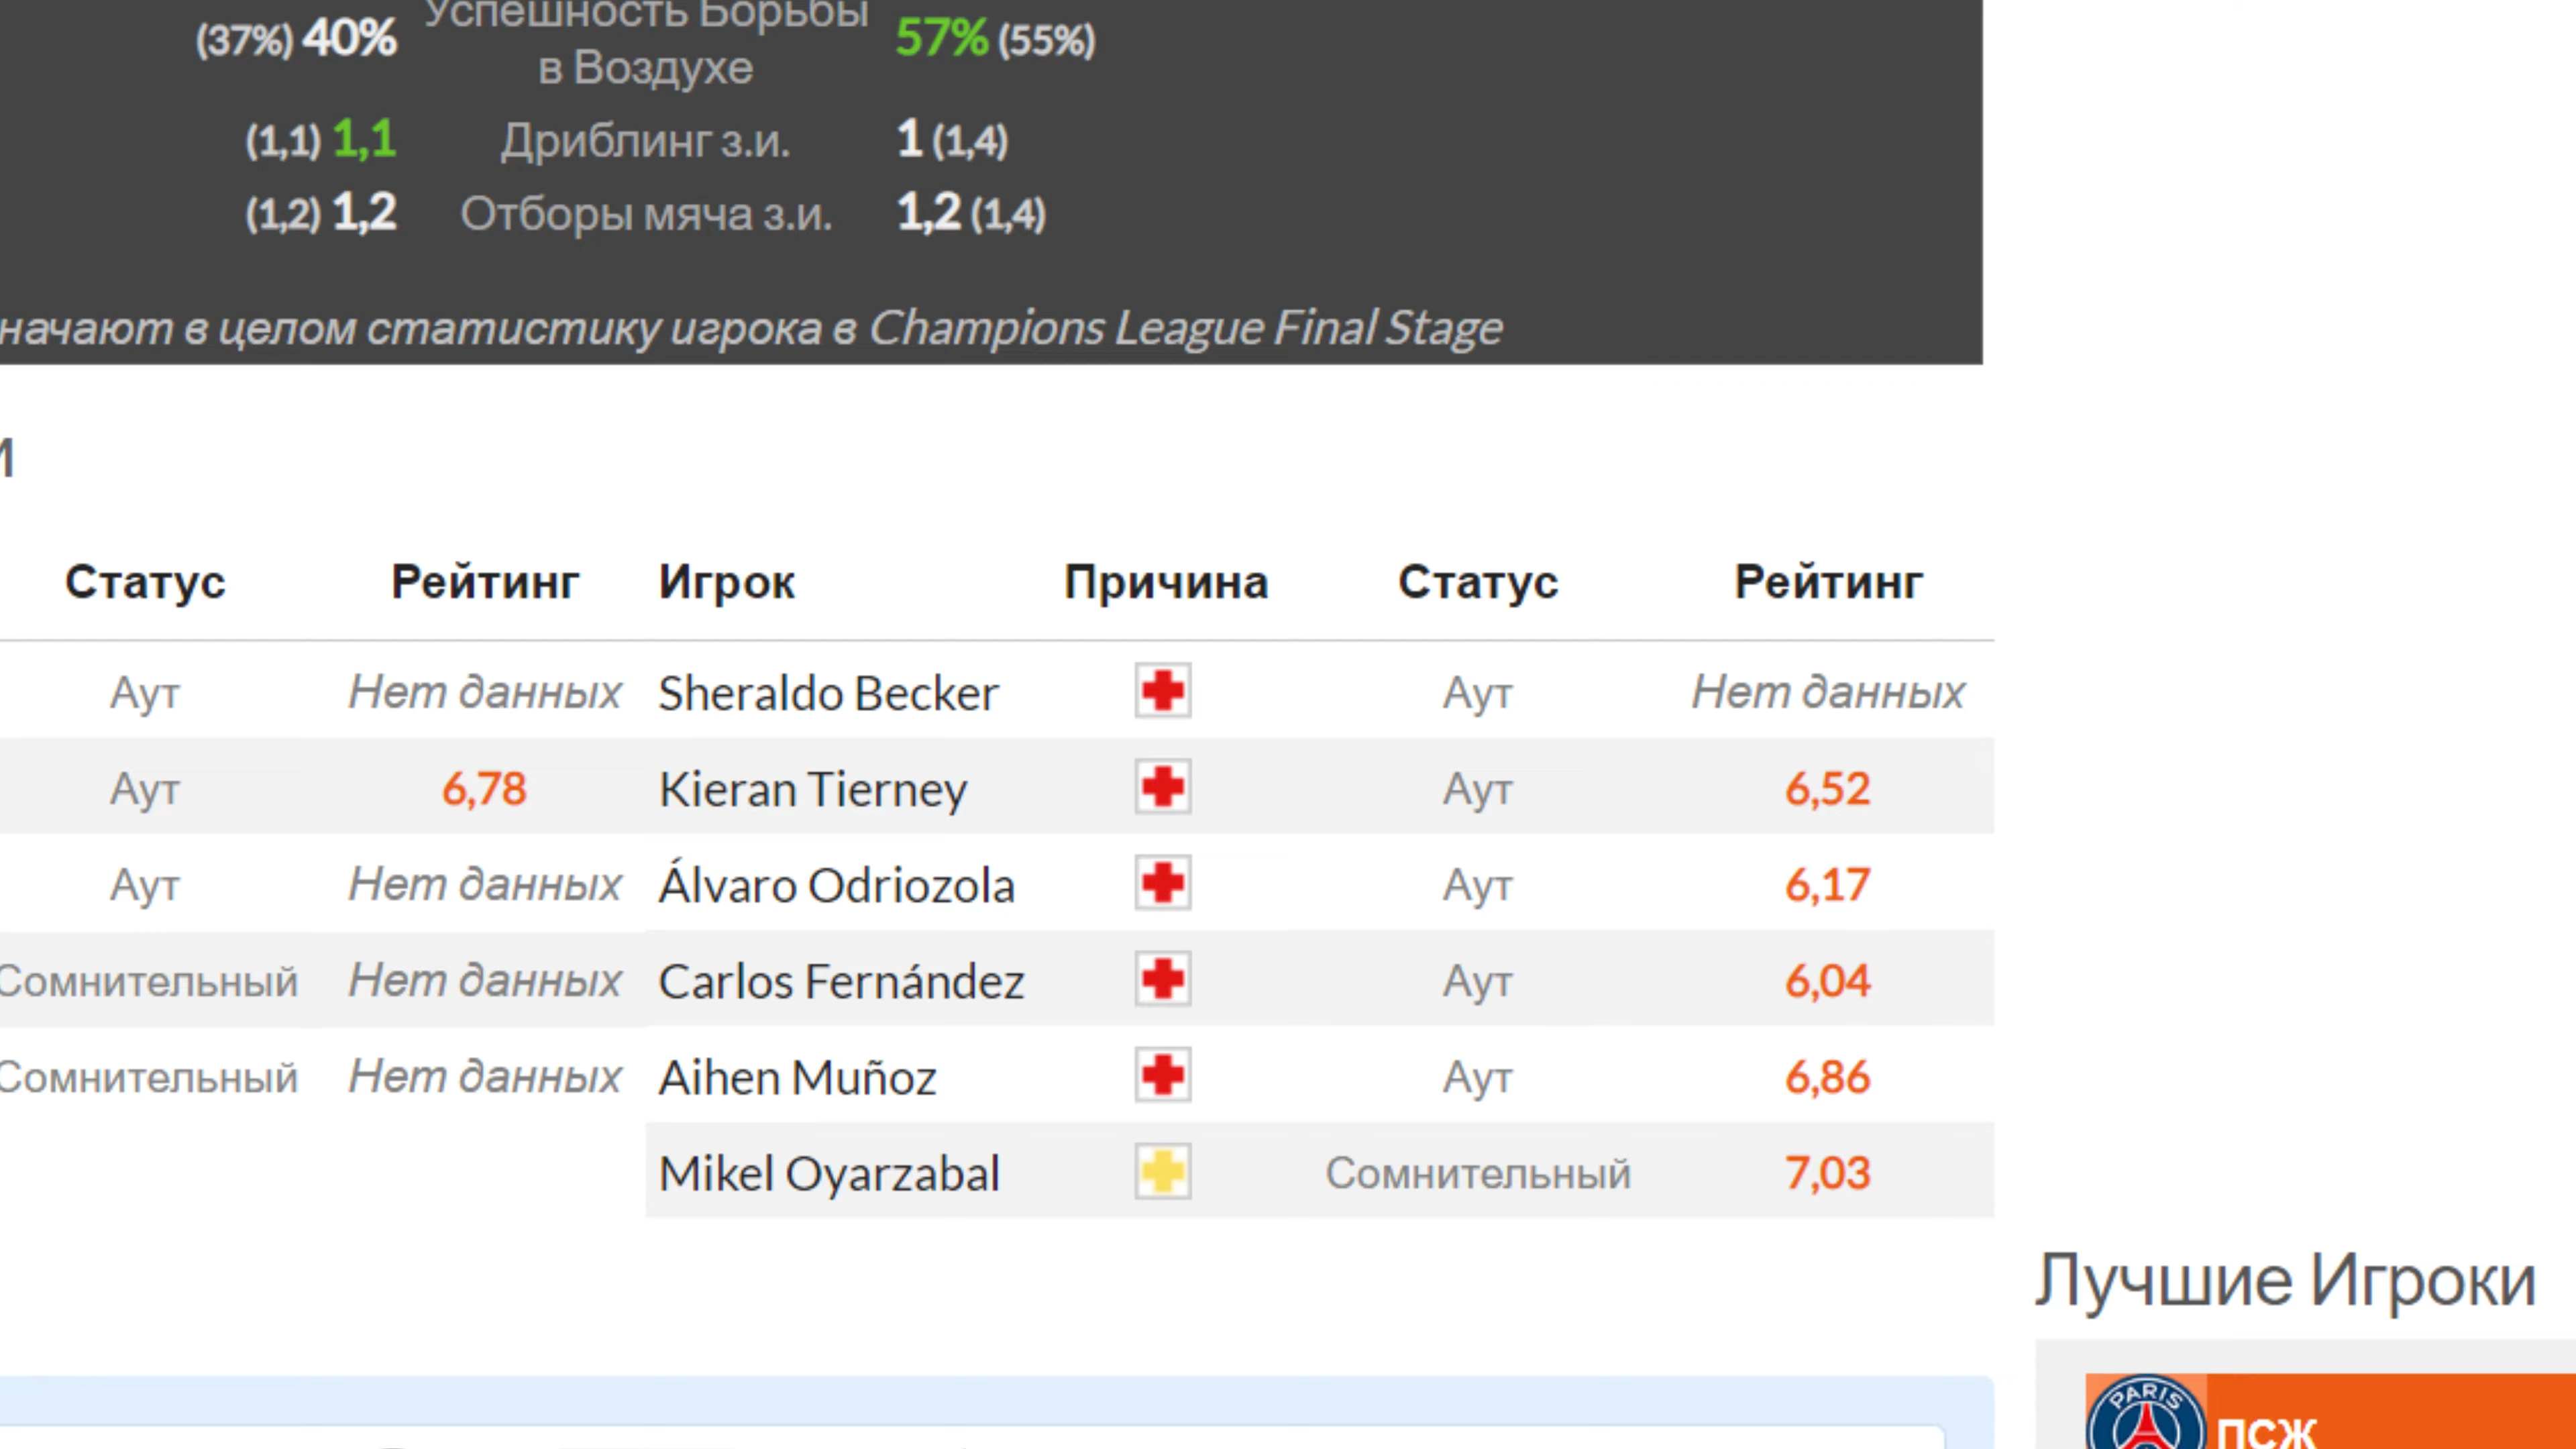 (37%) 40% Успешность Борьбы 57% (55%)
в Воздухе
(1,1) 1,1 Дриблинг з.и. 1 (1,4)
(1,2) 1,2 Отборы мяча з.и. 1,2 (1,4)
начают в целом статистику игрока в Champions League Final Stage
и
Статус Рейтинг Игрок Причина Статус Рейтинг
Аут Нет данных Sheraldo Becker Аут Нет данных
Аут 6,78 Kieran Tierney Аут 6,52
Аут Нет данных Álvaro Odriozola Аут 6,17
Сомнительный Нет данных Carlos Fernández Аут 6,04
Сомнительный Нет данных Aihen Muñoz Аут 6,86
Mikel Oyarzabal Сомнительный 7,03
Лучшие Игроки
PARIS
ПСЖ